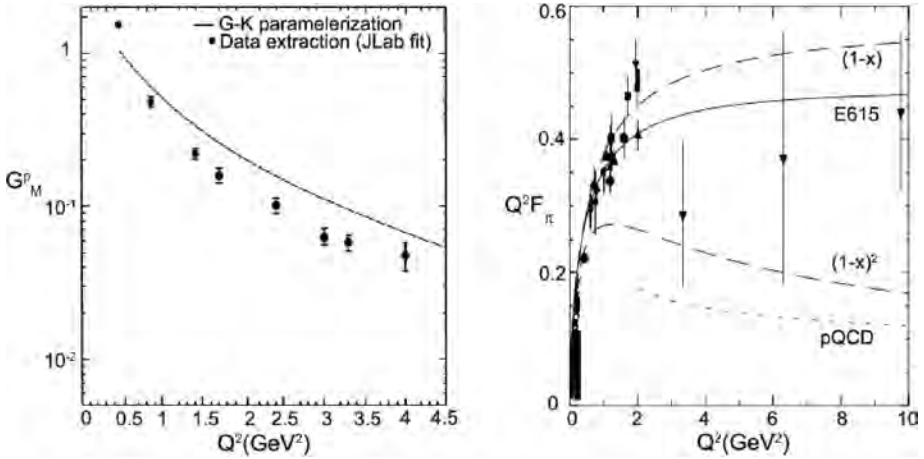 G-K paramelerization
Data extraction (JLab fit)
1
10⁻¹
10⁻²
GᵖM
0 0.5 1 1.5 2 2.5 3 3.5 4 4.5
Q²(GeV²)
0.6
0.4
0.2
0
Q²Fπ
(1-x)
E615
(1-x)²
pQCD
0 2 4 6 8 10
Q²(GeV²)